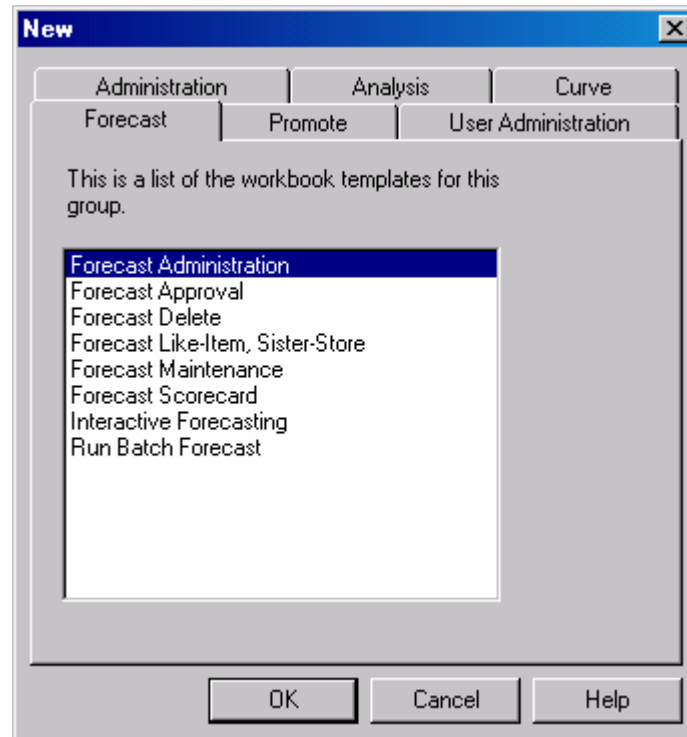 New
Administration Analysis Curve
Forecast Promote User Administration
This is a list of the workbook templates for this
group.
Forecast Administration
Forecast Approval
Forecast Delete
Forecast Like-Item, Sister-Store
Forecast Maintenance
Forecast Scorecard
Interactive Forecasting
Run Batch Forecast
OK Cancel Help